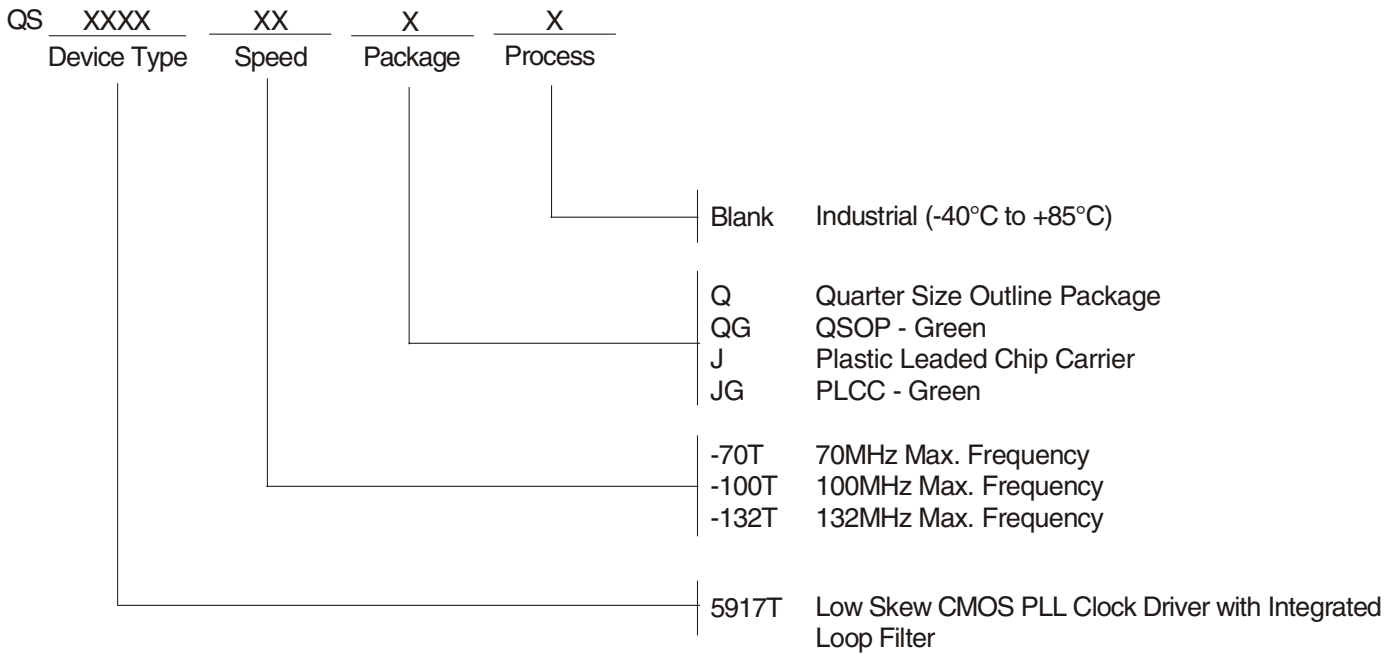 QS XXXX XX X X
Device Type Speed Package Process
Blank Industrial (-40°C to +85°C)
Q Quarter Size Outline Package
QG QSOP - Green
J Plastic Leaded Chip Carrier
JG PLCC - Green
-70T 70MHz Max. Frequency
-100T 100MHz Max. Frequency
-132T 132MHz Max. Frequency
5917T Low Skew CMOS PLL Clock Driver with Integrated
Loop Filter